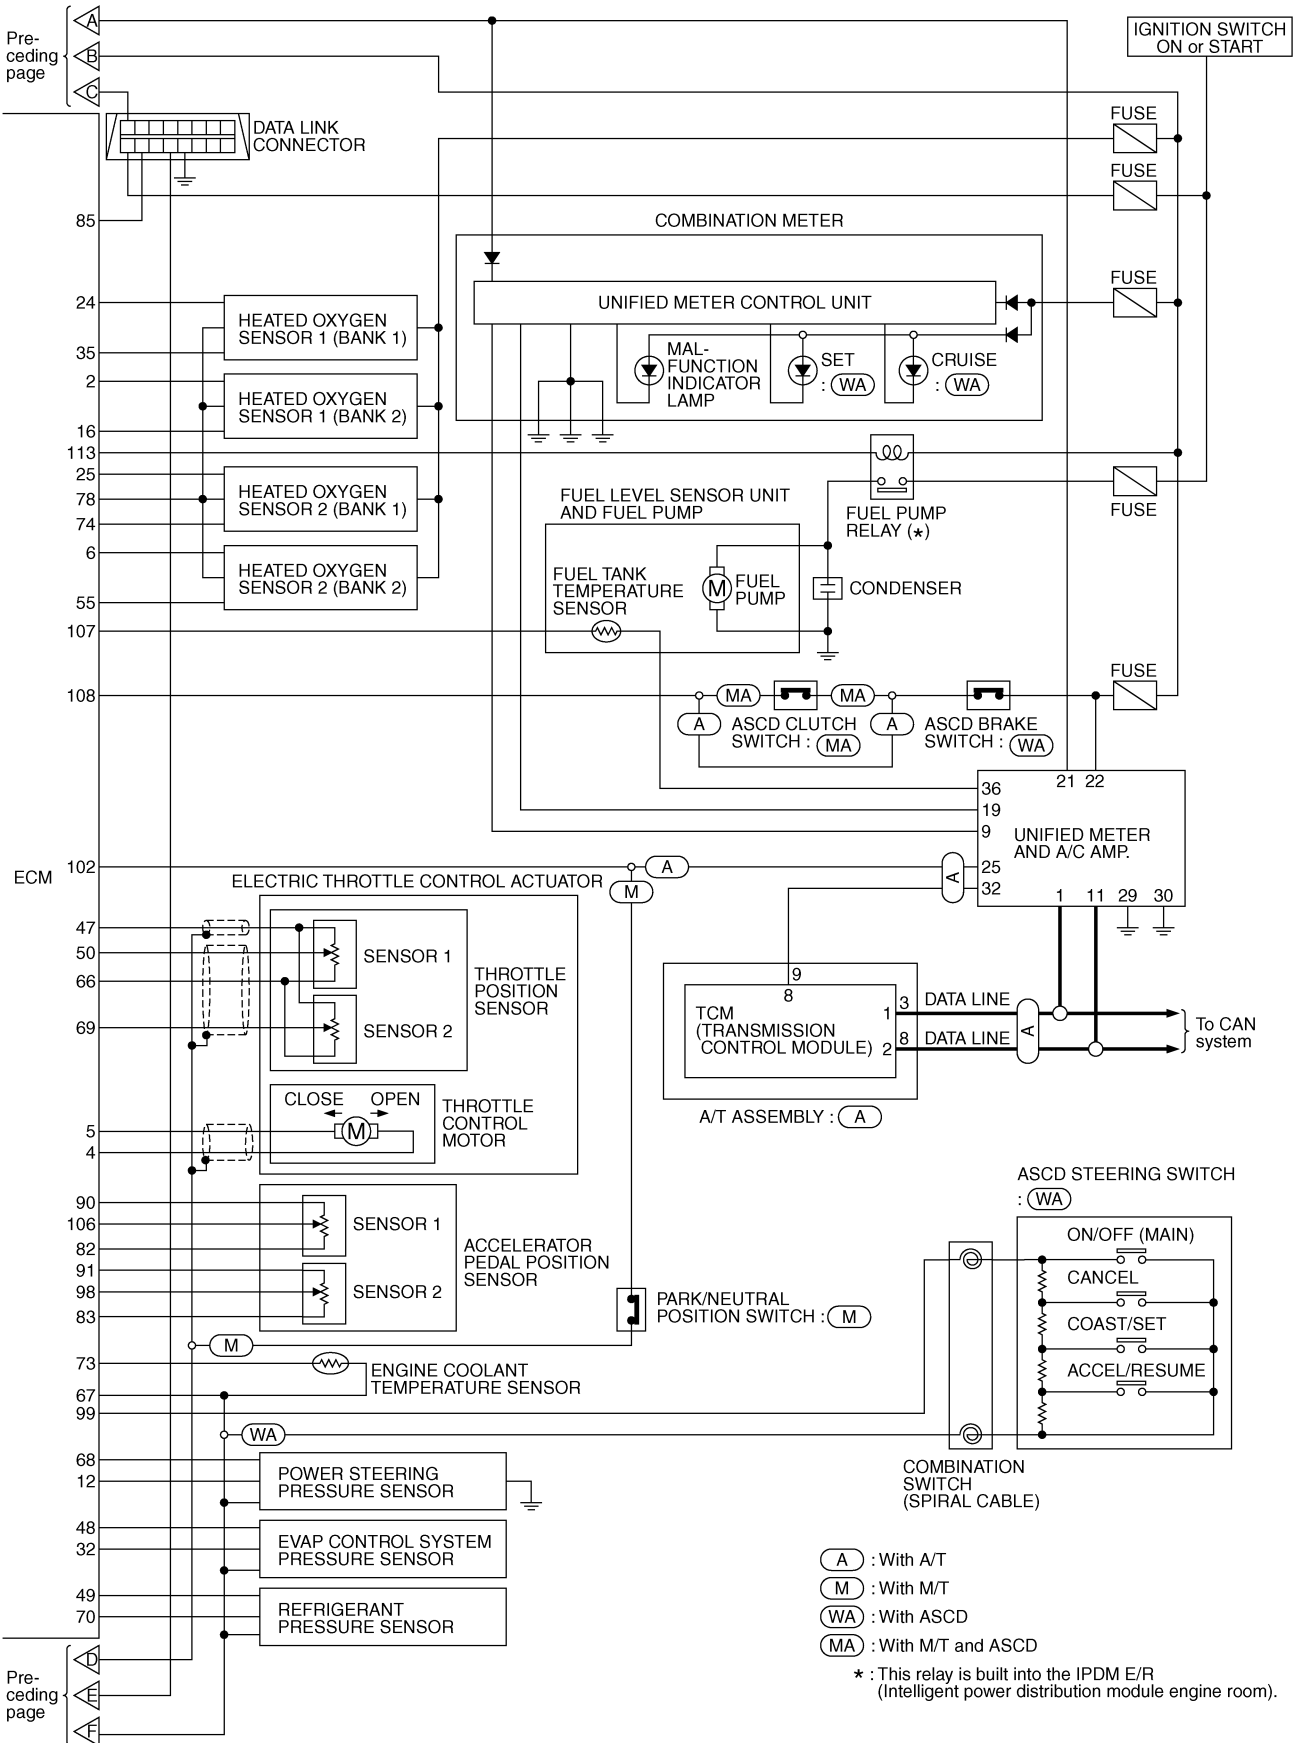 A
Pre-
ceding
page
B
C
IGNITION SWITCH
ON or START
DATA LINK
CONNECTOR
FUSE
FUSE
85
COMBINATION METER
FUSE
24
HEATED OXYGEN
SENSOR 1 (BANK 1)
35
UNIFIED METER CONTROL UNIT
MAL-
FUNCTION
INDICATOR
LAMP
SET
: WA
CRUISE
: WA
2
HEATED OXYGEN
SENSOR 1 (BANK 2)
16
113
25
HEATED OXYGEN
SENSOR 2 (BANK 1)
78
74
6
HEATED OXYGEN
SENSOR 2 (BANK 2)
55
107
FUEL LEVEL SENSOR UNIT
AND FUEL PUMP
FUEL PUMP
RELAY (*)
FUSE
FUEL TANK
TEMPERATURE
SENSOR
M
FUEL
PUMP
CONDENSER
FUSE
108
MA
MA
A
ASCD CLUTCH
SWITCH : MA
A
ASCD BRAKE
SWITCH : WA
21 22
36
19
9
UNIFIED METER
AND A/C AMP.
25
32
1 11 29 30
ECM
102
A
A
M
ELECTRIC THROTTLE CONTROL ACTUATOR
47
50
SENSOR 1
66
69
SENSOR 2
THROTTLE
POSITION
SENSOR
9
8
TCM
(TRANSMISSION
CONTROL MODULE)
1
2
3
DATA LINE
8
DATA LINE
A
To CAN
system
A/T ASSEMBLY : A
CLOSE OPEN
M
THROTTLE
CONTROL
MOTOR
5
4
90
106
SENSOR 1
82
91
98
SENSOR 2
83
ACCELERATOR
PEDAL POSITION
SENSOR
PARK/NEUTRAL
POSITION SWITCH : M
ASCD STEERING SWITCH
: WA
ON/OFF (MAIN)
CANCEL
COAST/SET
ACCEL/RESUME
M
73
ENGINE COOLANT
TEMPERATURE SENSOR
67
99
WA
COMBINATION
SWITCH
(SPIRAL CABLE)
68
12
POWER STEERING
PRESSURE SENSOR
48
32
EVAP CONTROL SYSTEM
PRESSURE SENSOR
49
70
REFRIGERANT
PRESSURE SENSOR
A : With A/T
M : With M/T
WA : With ASCD
MA : With M/T and ASCD
* : This relay is built into the IPDM E/R
(Intelligent power distribution module engine room).
D
Pre-
ceding
page
E
F